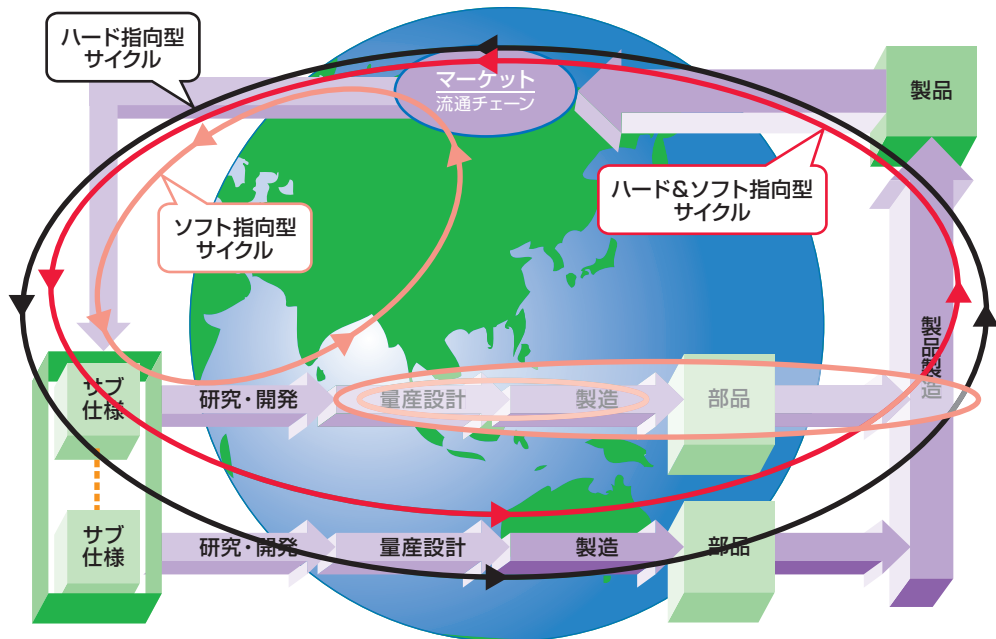 ハード指向型
サイクル
マーケット
流通チェーン
製品
ソフト指向型
サイクル
ハード&ソフト指向型
サイクル
製品製造
サブ
仕様
研究・開発
量産設計
製造
部品
サブ
仕様
研究・開発
量産設計
製造
部品